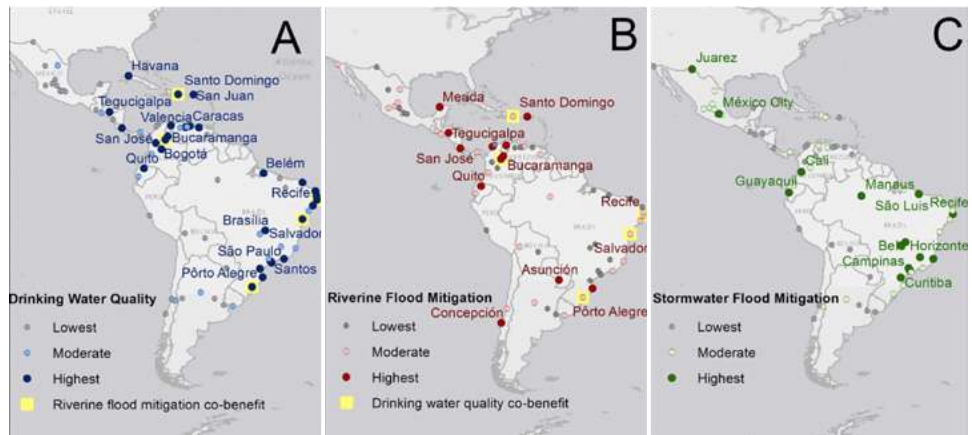 A
Havana
Santo Domingo
San Juan
Tegucigalpa
Valencia
Caracas
San José
Bucaramanga
Bogotá
Quito
Belém
Recife
Brasília
Salvador
São Paulo
Santos
Pôrto Alegre
Drinking Water Quality
Lowest
Moderate
Highest
Riverine flood mitigation co-benefit
B
Meada
Santo Domingo
Tegucigalpa
San José
Bucaramanga
Quito
Recife
Salvador
Asunción
Pôrto Alegre
Concepción
Riverine Flood Mitigation
Lowest
Moderate
Highest
Drinking water quality co-benefit
C
Juarez
México City
Cali
Guayaquil
Manaus
São Luis
Recife
Belo Horizonte
Campinas
Curitiba
Stormwater Flood Mitigation
Lowest
Moderate
Highest